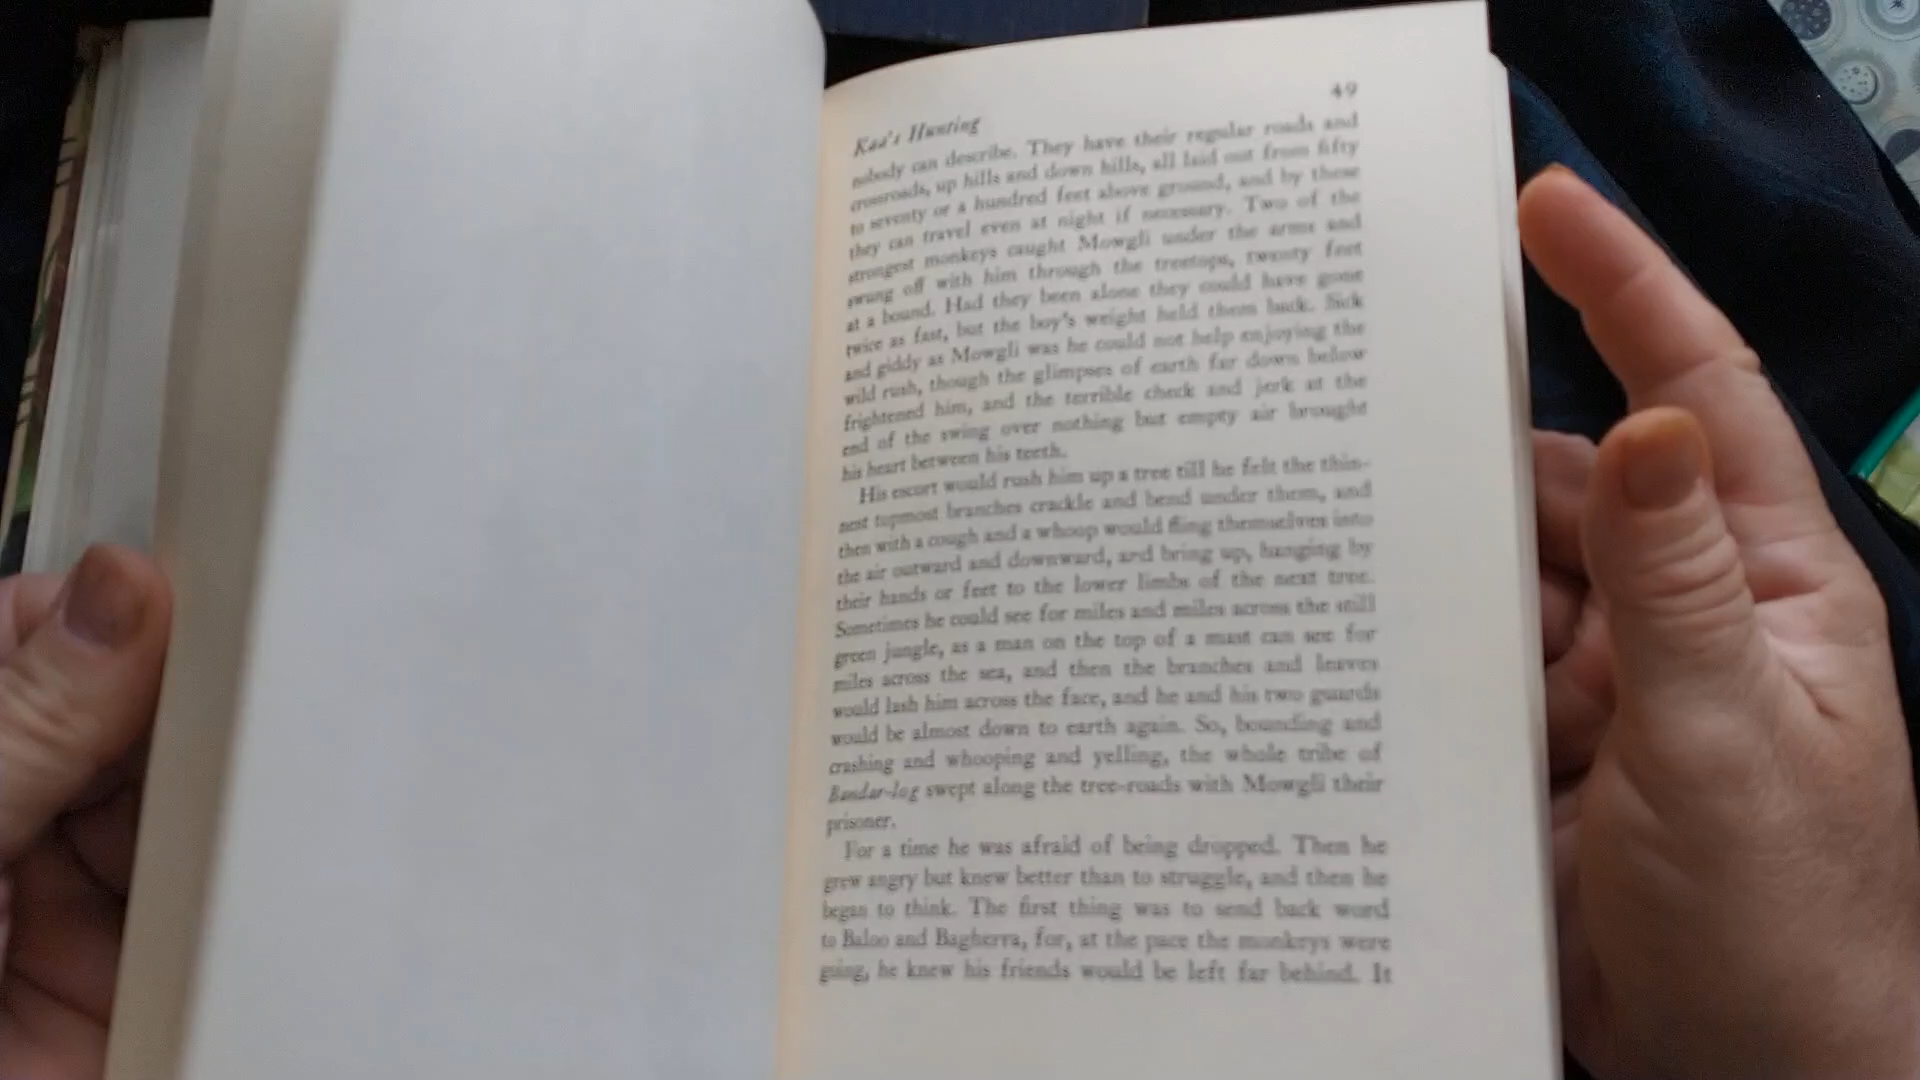 49
Kaa's Hunting
nobody can describe. They have their regular roads and
crossroads, up hills and down hills, all laid out from fifty
to seventy or a hundred feet above ground, and by these
they can travel even at night if necessary. Two of the
strongest monkeys caught Mowgli under the arms and
swung off with him through the treetops, twenty feet
at a bound. Had they been alone they could have gone
twice as fast, but the boy's weight held them back. Sick
and giddy as Mowgli was he could not help enjoying the
wild rush, though the glimpses of earth far down below
frightened him, and the terrible check and jerk at the
end of the swing over nothing but empty air brought
his heart between his teeth.
His escort would rush him up a tree till he felt the thin-
nest topmost branches crackle and bend under them, and
then with a cough and a whoop would fling themselves into
the air outward and downward, and bring up, hanging by
their hands or feet to the lower limbs of the next tree.
Sometimes he could see for miles and miles across the still
green jungle, as a man on the top of a mast can see for
miles across the sea, and then the branches and leaves
would lash him across the face, and he and his two guards
would be almost down to earth again. So, bounding and
crashing and whooping and yelling, the whole tribe of
Bandar-log swept along the tree-roads with Mowgli their
prisoner.
For a time he was afraid of being dropped. Then he
grew angry but knew better than to struggle, and then he
began to think. The first thing was to send back word
to Baloo and Bagheera, for, at the pace the monkeys were
going, he knew his friends would be left far behind. It